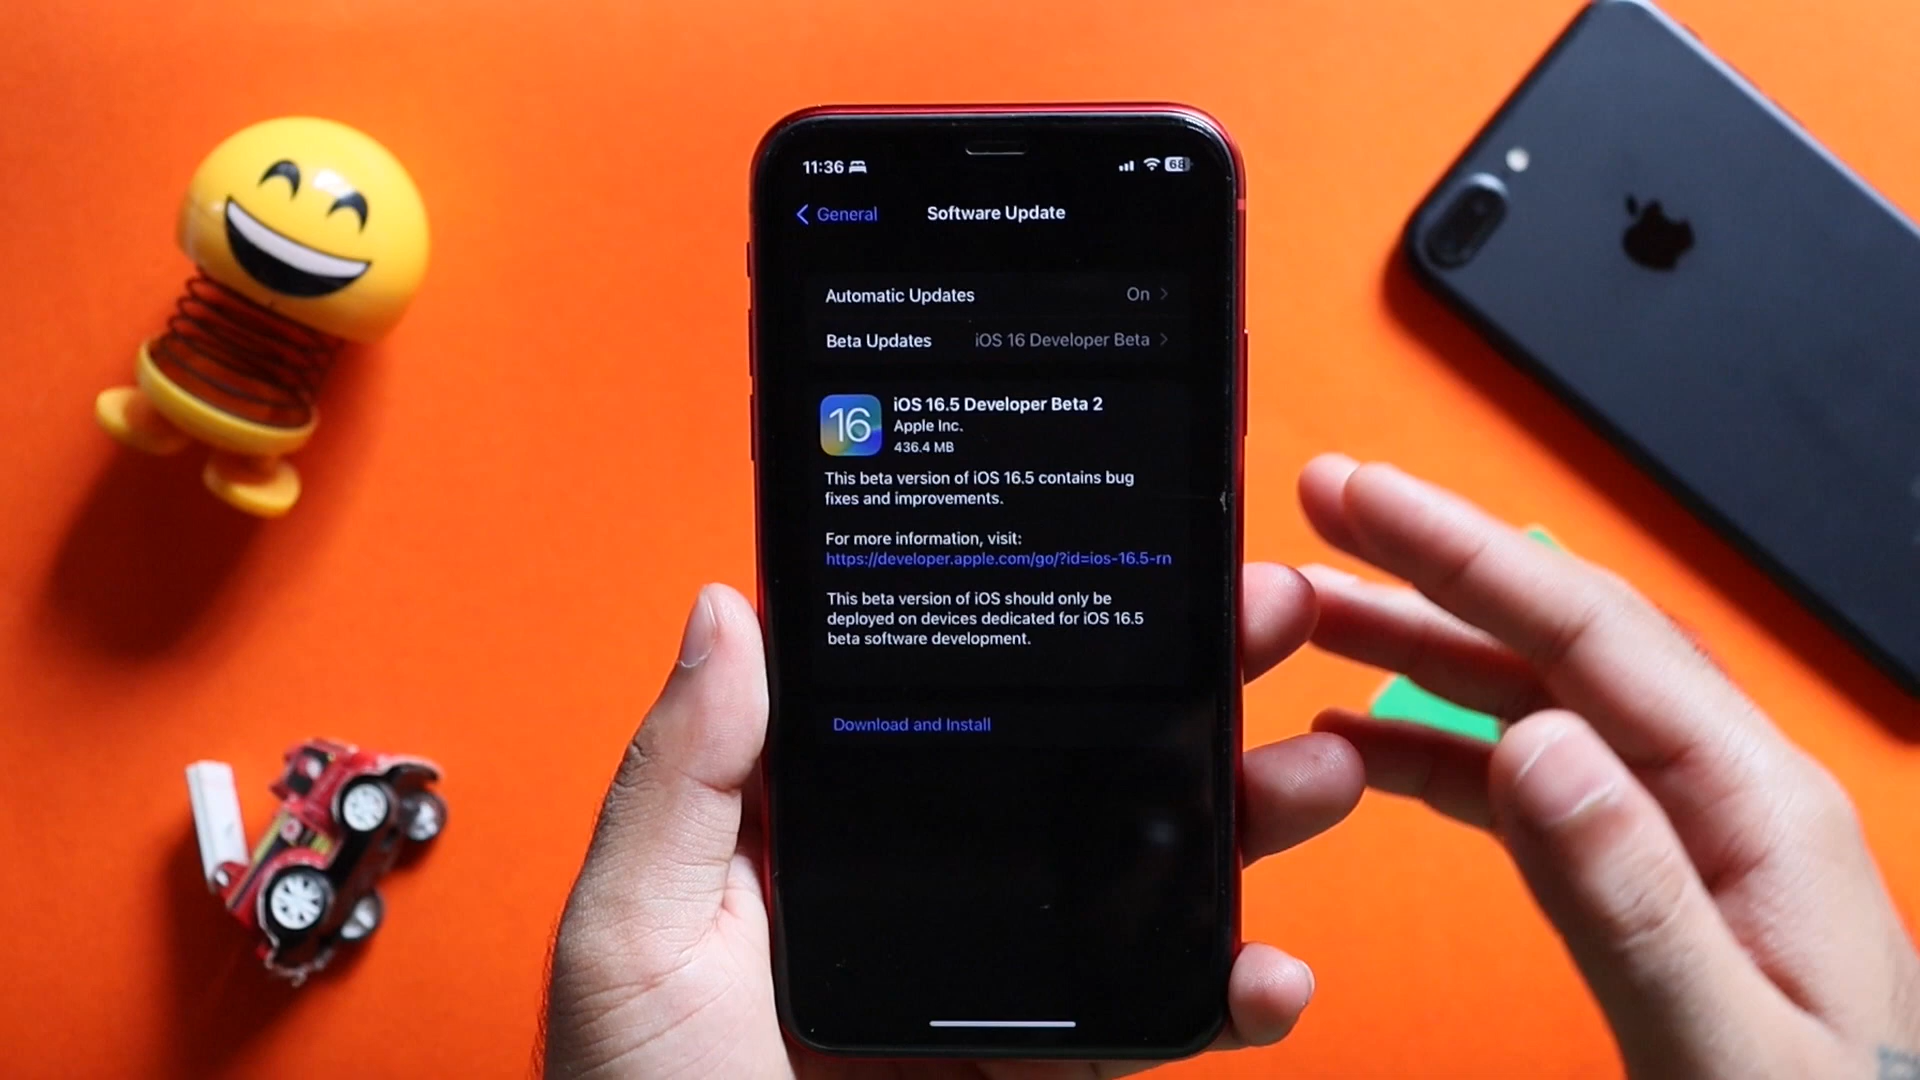 11:36
68
General
Software Update
Automatic Updates On
Beta Updates iOS 16 Developer Beta
16
iOS 16.5 Developer Beta 2
Apple Inc.
436.4 MB
This beta version of iOS 16.5 contains bug
fixes and improvements.
For more information, visit:
https://developer.apple.com/go/?id=ios-16.5-rn
This beta version of iOS should only be
deployed on devices dedicated for iOS 16.5
beta software development.
Download and Install